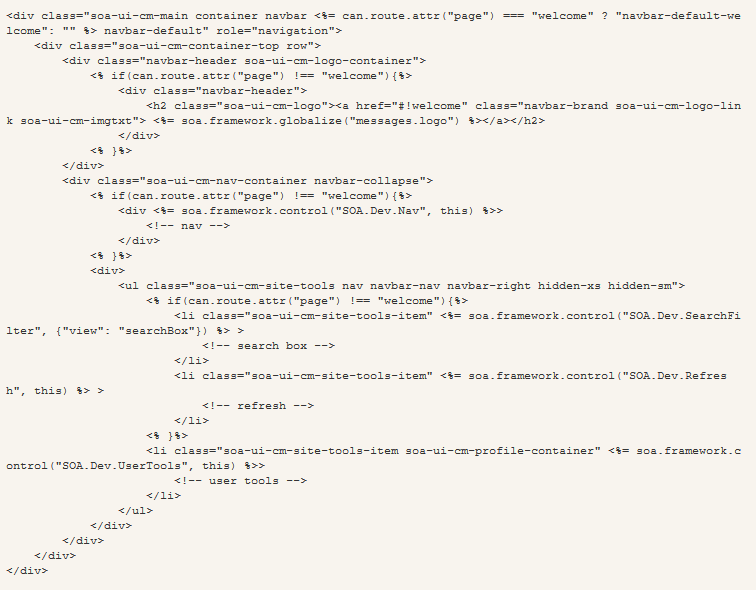 <div class="soa-ui-cm-main container navbar <%= can.route.attr("page") === "welcome" ? "navbar-default-we
lcome": "" %> navbar-default" role="navigation">
    <div class="soa-ui-cm-container-top row">
        <div class="navbar-header soa-ui-cm-logo-container">
            <% if(can.route.attr("page") !== "welcome"){%>
                <div class="navbar-header">
                    <h2 class="soa-ui-cm-logo"><a href="#!welcome" class="navbar-brand soa-ui-cm-logo-lin
k soa-ui-cm-imgtxt"> <%= soa.framework.globalize("messages.logo") %></a></h2>
                </div>
            <% }%>
        </div>
        <div class="soa-ui-cm-nav-container navbar-collapse">
            <% if(can.route.attr("page") !== "welcome"){%>
                <div <%= soa.framework.control("SOA.Dev.Nav", this) %>>
                    <!-- nav -->
                </div>
            <% }%>
            <div>
                <ul class="soa-ui-cm-site-tools nav navbar-nav navbar-right hidden-xs hidden-sm">
                    <% if(can.route.attr("page") !== "welcome"){%>
                        <li class="soa-ui-cm-site-tools-item" <%= soa.framework.control("SOA.Dev.SearchFi
lter", {"view": "searchBox"}) %> >
                            <!-- search box -->
                        </li>
                        <li class="soa-ui-cm-site-tools-item" <%= soa.framework.control("SOA.Dev.Refres
h", this) %> >
                            <!-- refresh -->
                        </li>
                    <% }%>
                    <li class="soa-ui-cm-site-tools-item soa-ui-cm-profile-container" <%= soa.framework.c
ontrol("SOA.Dev.UserTools", this) %>>
                        <!-- user tools -->
                    </li>
                </ul>
            </div>
        </div>
    </div>
</div>